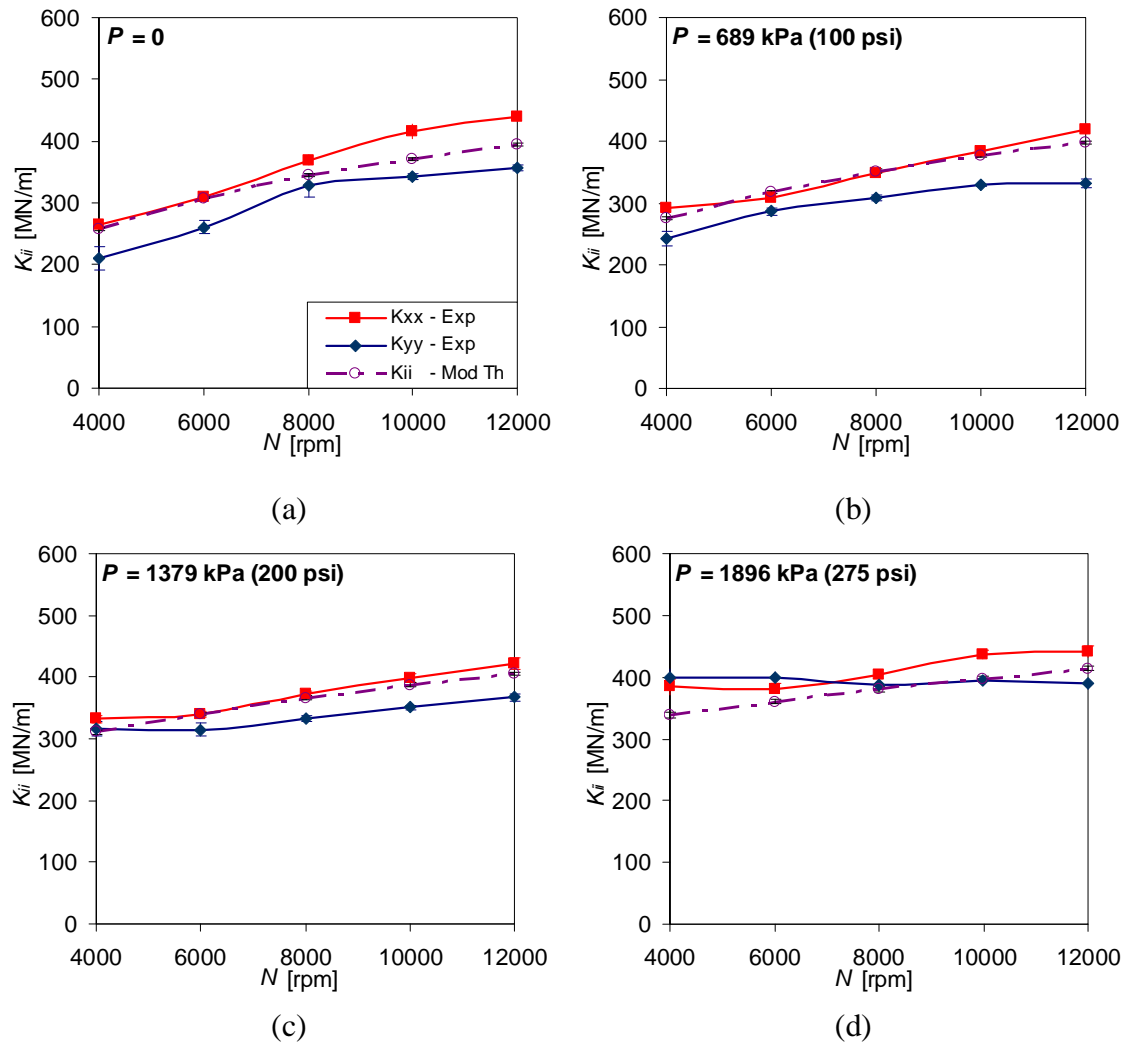 P = 0
600
500
400
300
200
100
0
Kii [MN/m]
4000 6000 8000 10000 12000
N [rpm]
Kxx - Exp
Kyy - Exp
Kii - Mod Th
(a)
P = 689 kPa (100 psi)
600
500
400
300
200
100
0
Kii [MN/m]
4000 6000 8000 10000 12000
N [rpm]
(b)
P = 1379 kPa (200 psi)
600
500
400
300
200
100
0
Kii [MN/m]
4000 6000 8000 10000 12000
N [rpm]
(c)
P = 1896 kPa (275 psi)
600
500
400
300
200
100
0
Kii [MN/m]
4000 6000 8000 10000 12000
N [rpm]
(d)